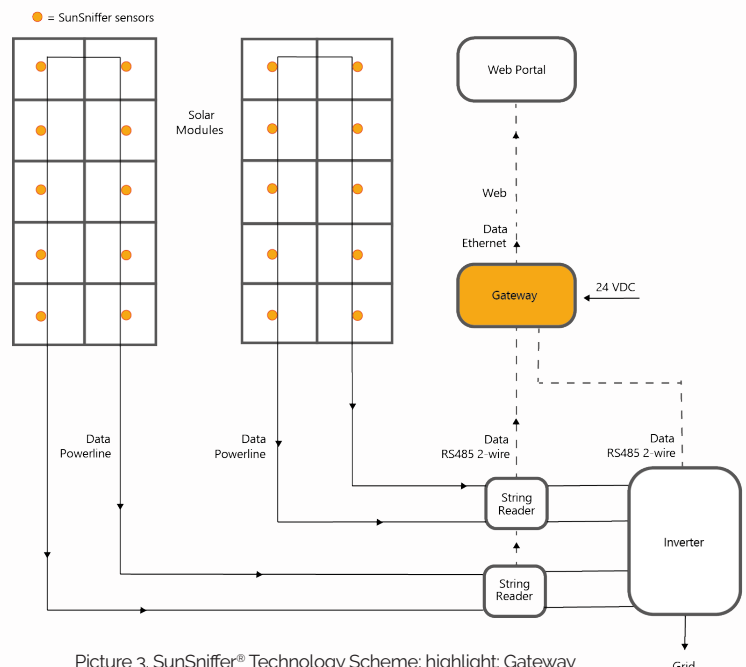 = SunSniffer sensors
Solar
Modules
Web Portal
Web
Data
Ethernet
Gateway
24 VDC
Data
Powerline
Data
Powerline
Data
RS485 2-wire
Data
RS485 2-wire
String
Reader
String
Reader
Inverter
Grid
Picture 3. SunSniffer® Technology Scheme; highlight: Gateway